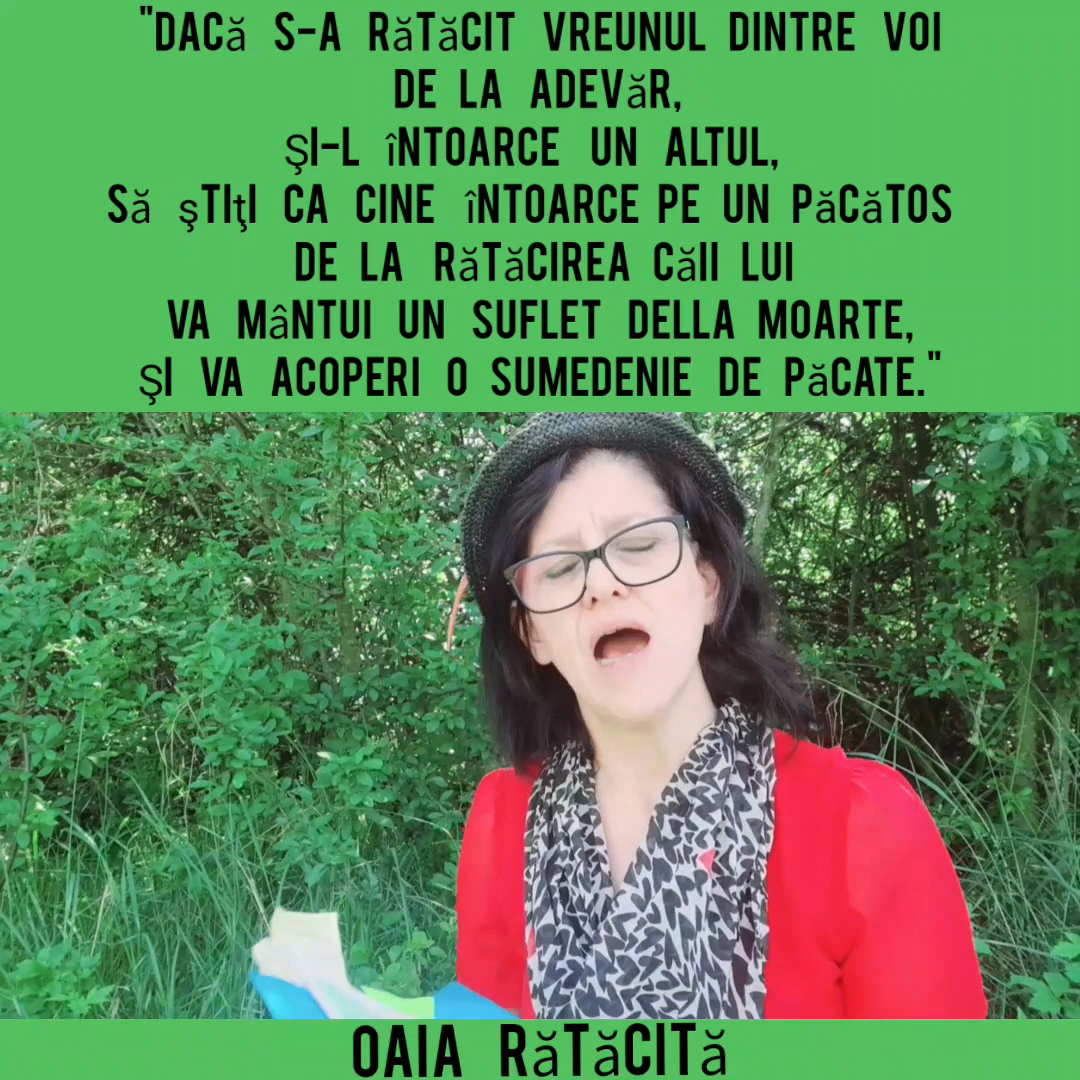 "DACă S-A RăTăCIT VREUNUL DINTRE VOI
DE LA ADEVăR,
ŞI-L îNTOARCE UN ALTUL,
Să şTIţI CA CINE îNTOARCE PE UN PăCăTOS
DE LA RăTăCIREA CăII LUI
VA MâNTUI UN SUFLET DELLA MOARTE,
ŞI VA ACOPERI O SUMEDENIE DE PăCATE."
OAIA RăTăCITă